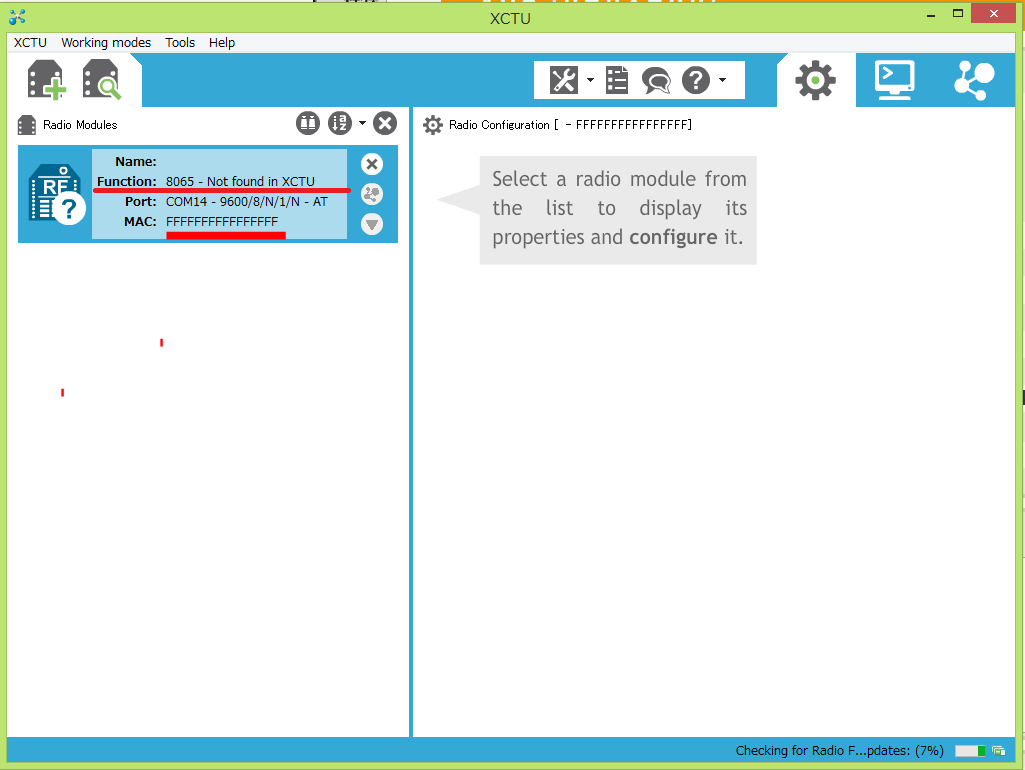 XCTU
XCTU Working modes Tools Help
Radio Modules
Radio Configuration [ - FFFFFFFFFFFFFFFF]
Name:
Function: 8065 - Not found in XCTU
Port: COM14 - 9600/8/N/1/N - AT
MAC: FFFFFFFFFFFFFFFF
RF
?
Select a radio module from
the list to display its
properties and configure it.
Checking for Radio F...pdates: (7%)